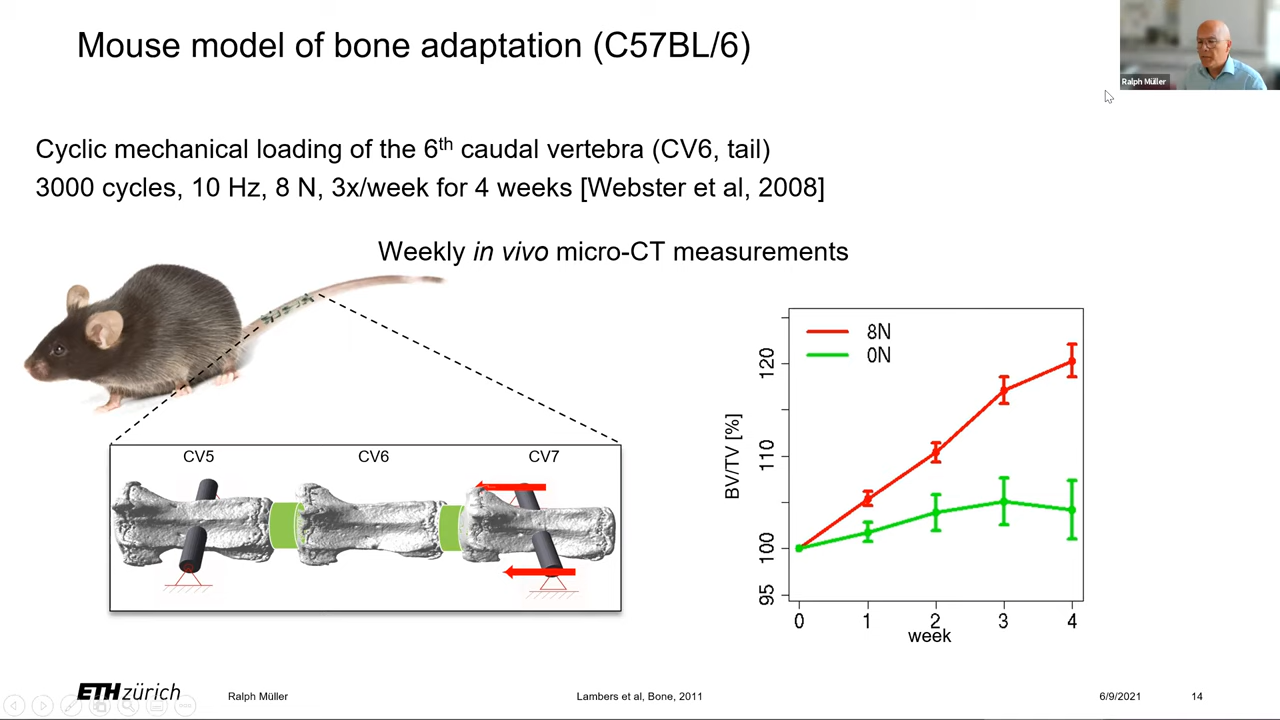 Mouse model of bone adaptation (C57BL/6)
Ralph Müller
Cyclic mechanical loading of the 6th caudal vertebra (CV6, tail)
3000 cycles, 10 Hz, 8 N, 3x/week for 4 weeks [Webster et al, 2008]
Weekly in vivo micro-CT measurements
CV5
CV6
CV7
8N
0N
BV/TV [%]
120
110
100
95
0 1 2 3 4
week
ETH zürich
Ralph Müller
Lambers et al, Bone, 2011
6/9/2021
14